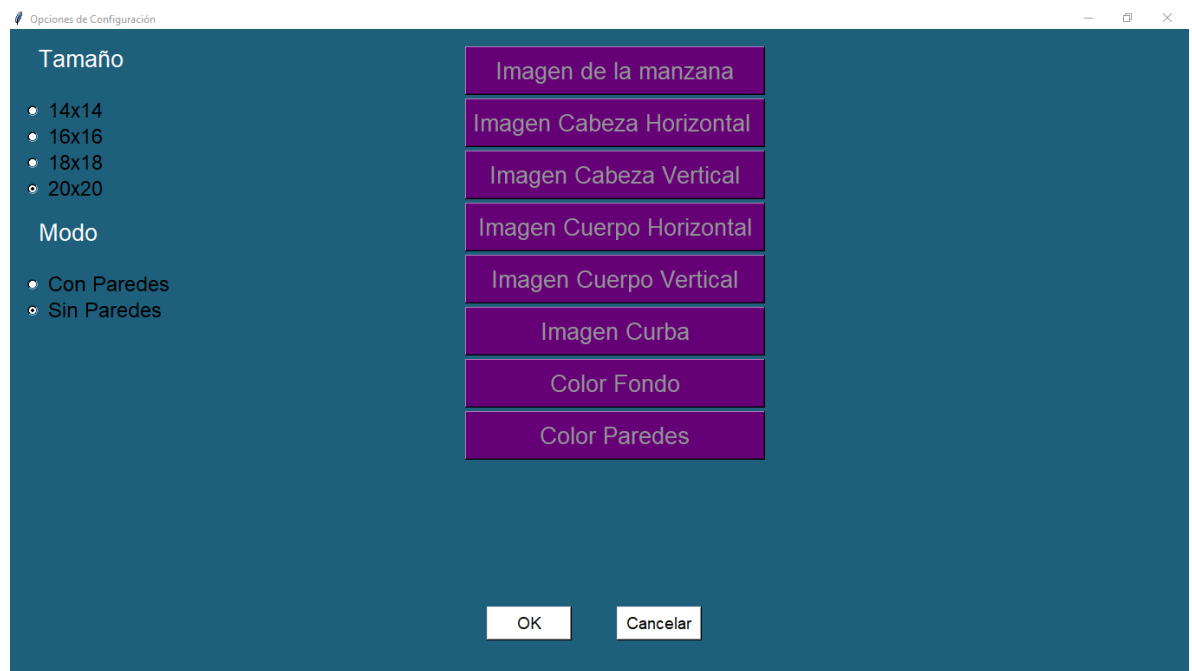 Opciones de Configuración
Tamaño
14x14
16x16
18x18
20x20
Modo
Con Paredes
Sin Paredes
Imagen de la manzana
Imagen Cabeza Horizontal
Imagen Cabeza Vertical
Imagen Cuerpo Horizontal
Imagen Cuerpo Vertical
Imagen Curba
Color Fondo
Color Paredes
OK
Cancelar